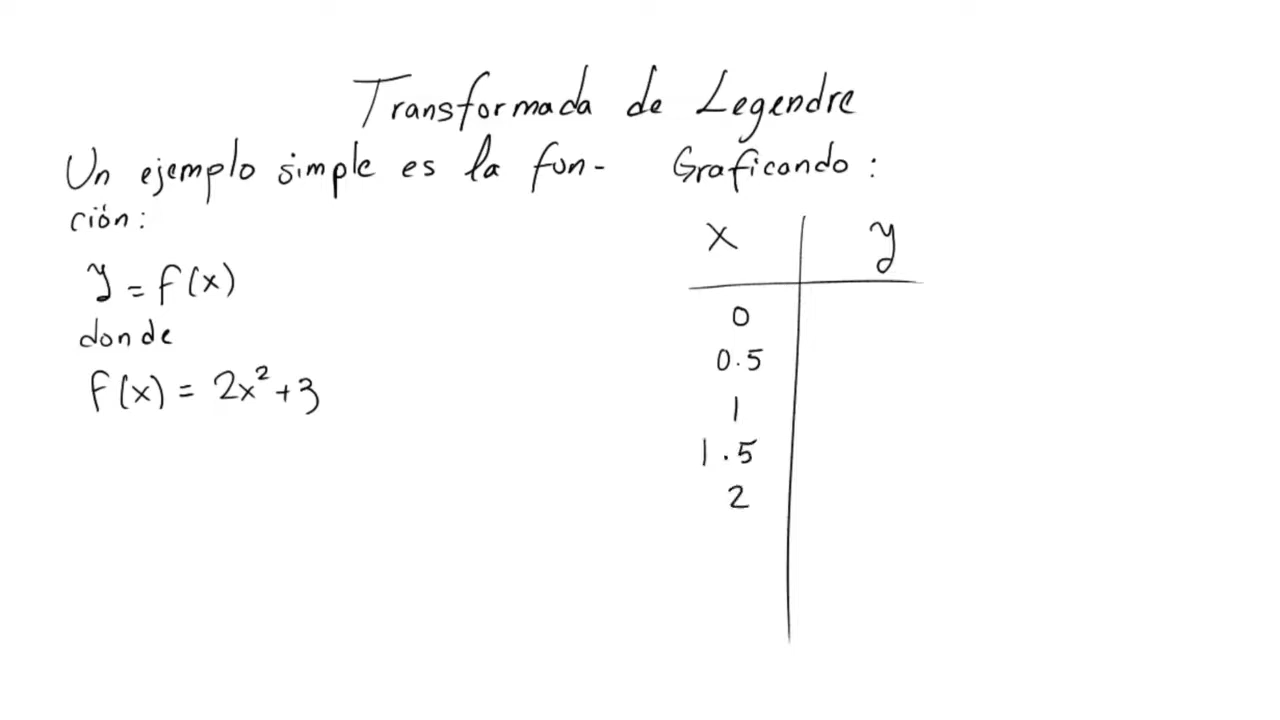 Transformada de Legendre
Un ejemplo simple es la fun-
ción:
y = f(x)
donde
f(x) = 2x²+3
Graficando:
x y
0
0.5
1
1.5
2